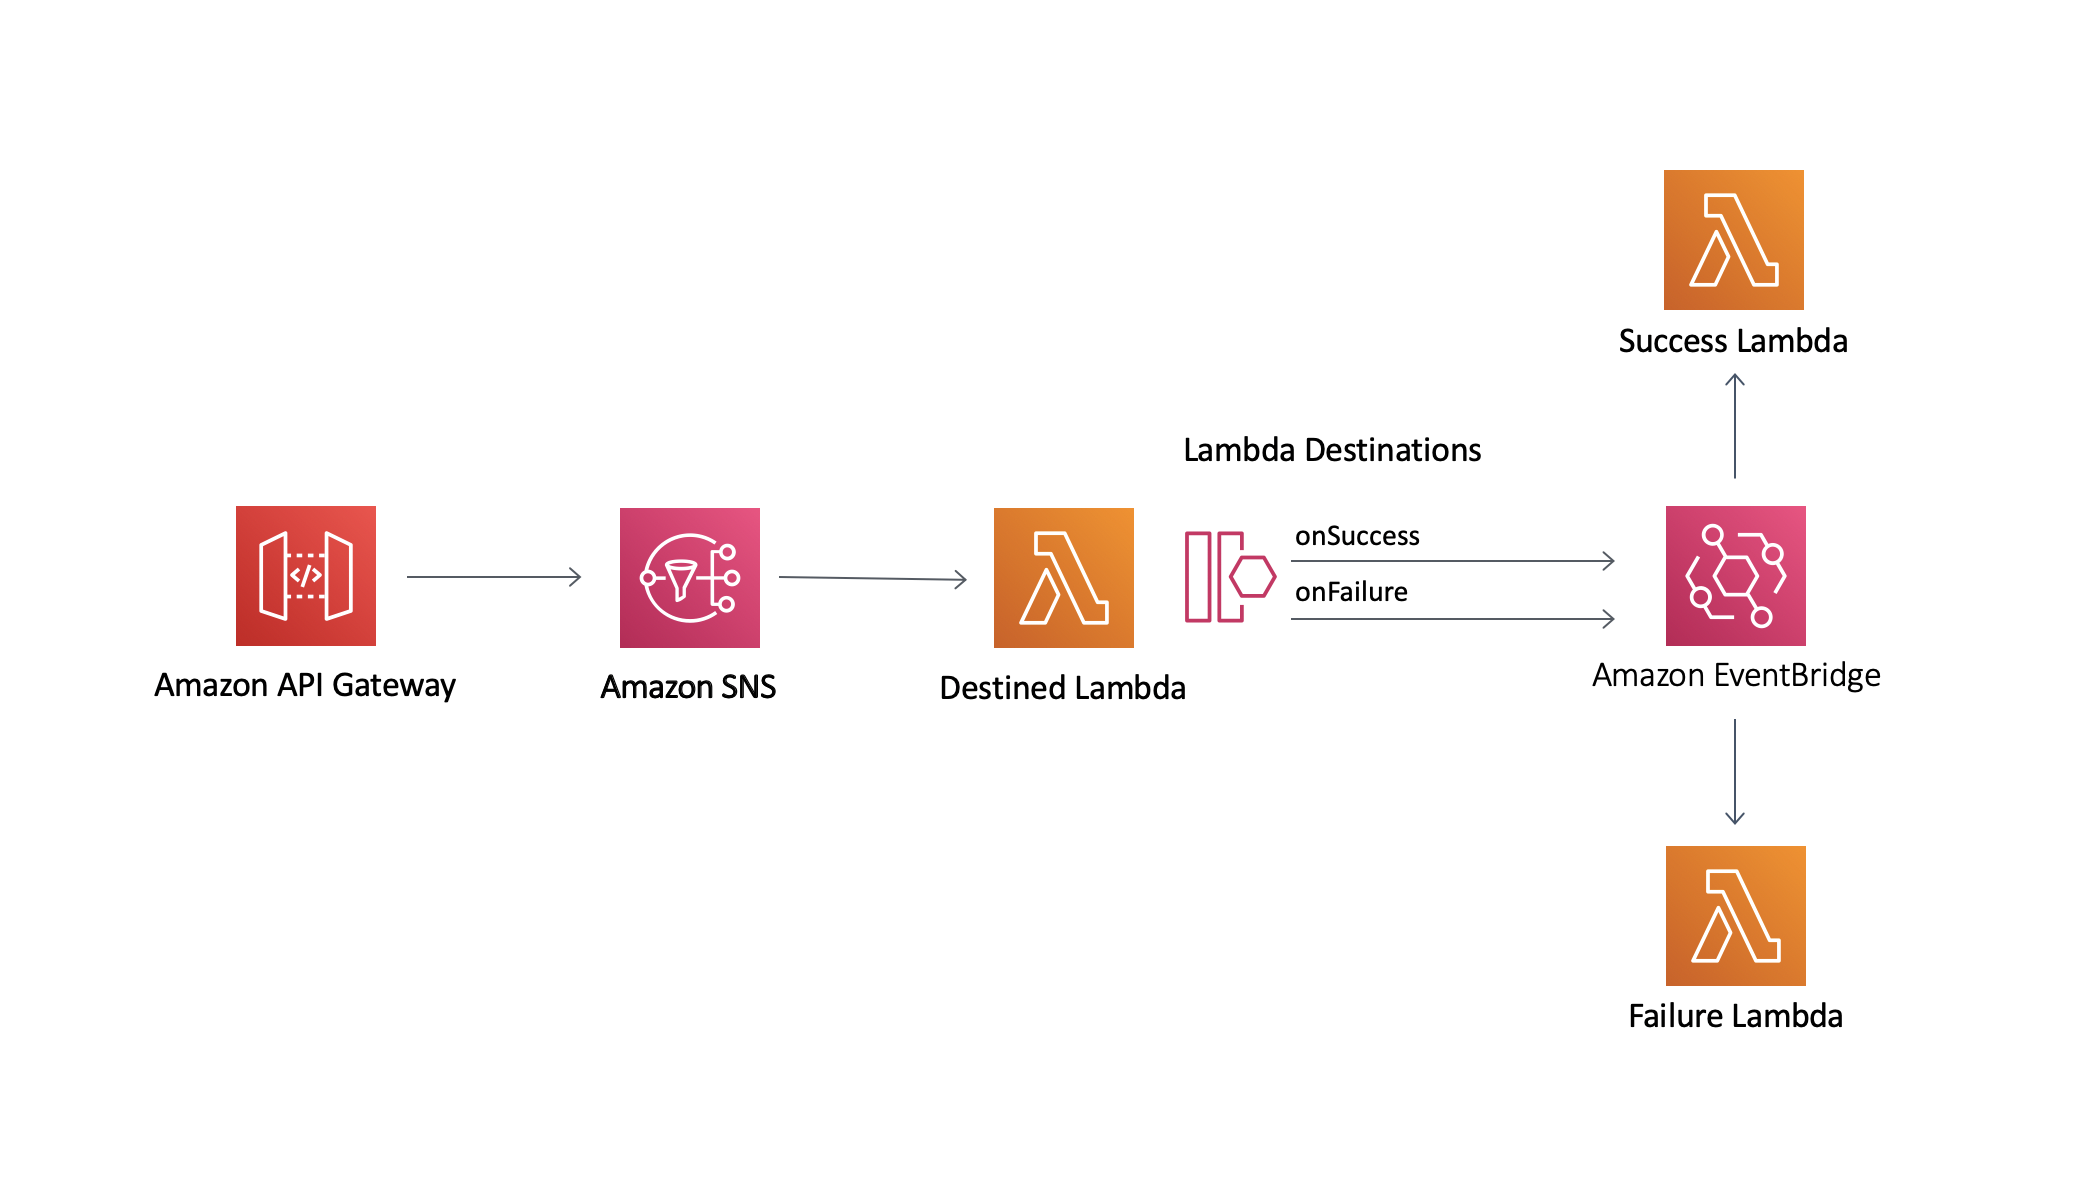 Success Lambda
Lambda Destinations
onSuccess
onFailure
Amazon API Gateway
Amazon SNS
Destined Lambda
Amazon EventBridge
Failure Lambda